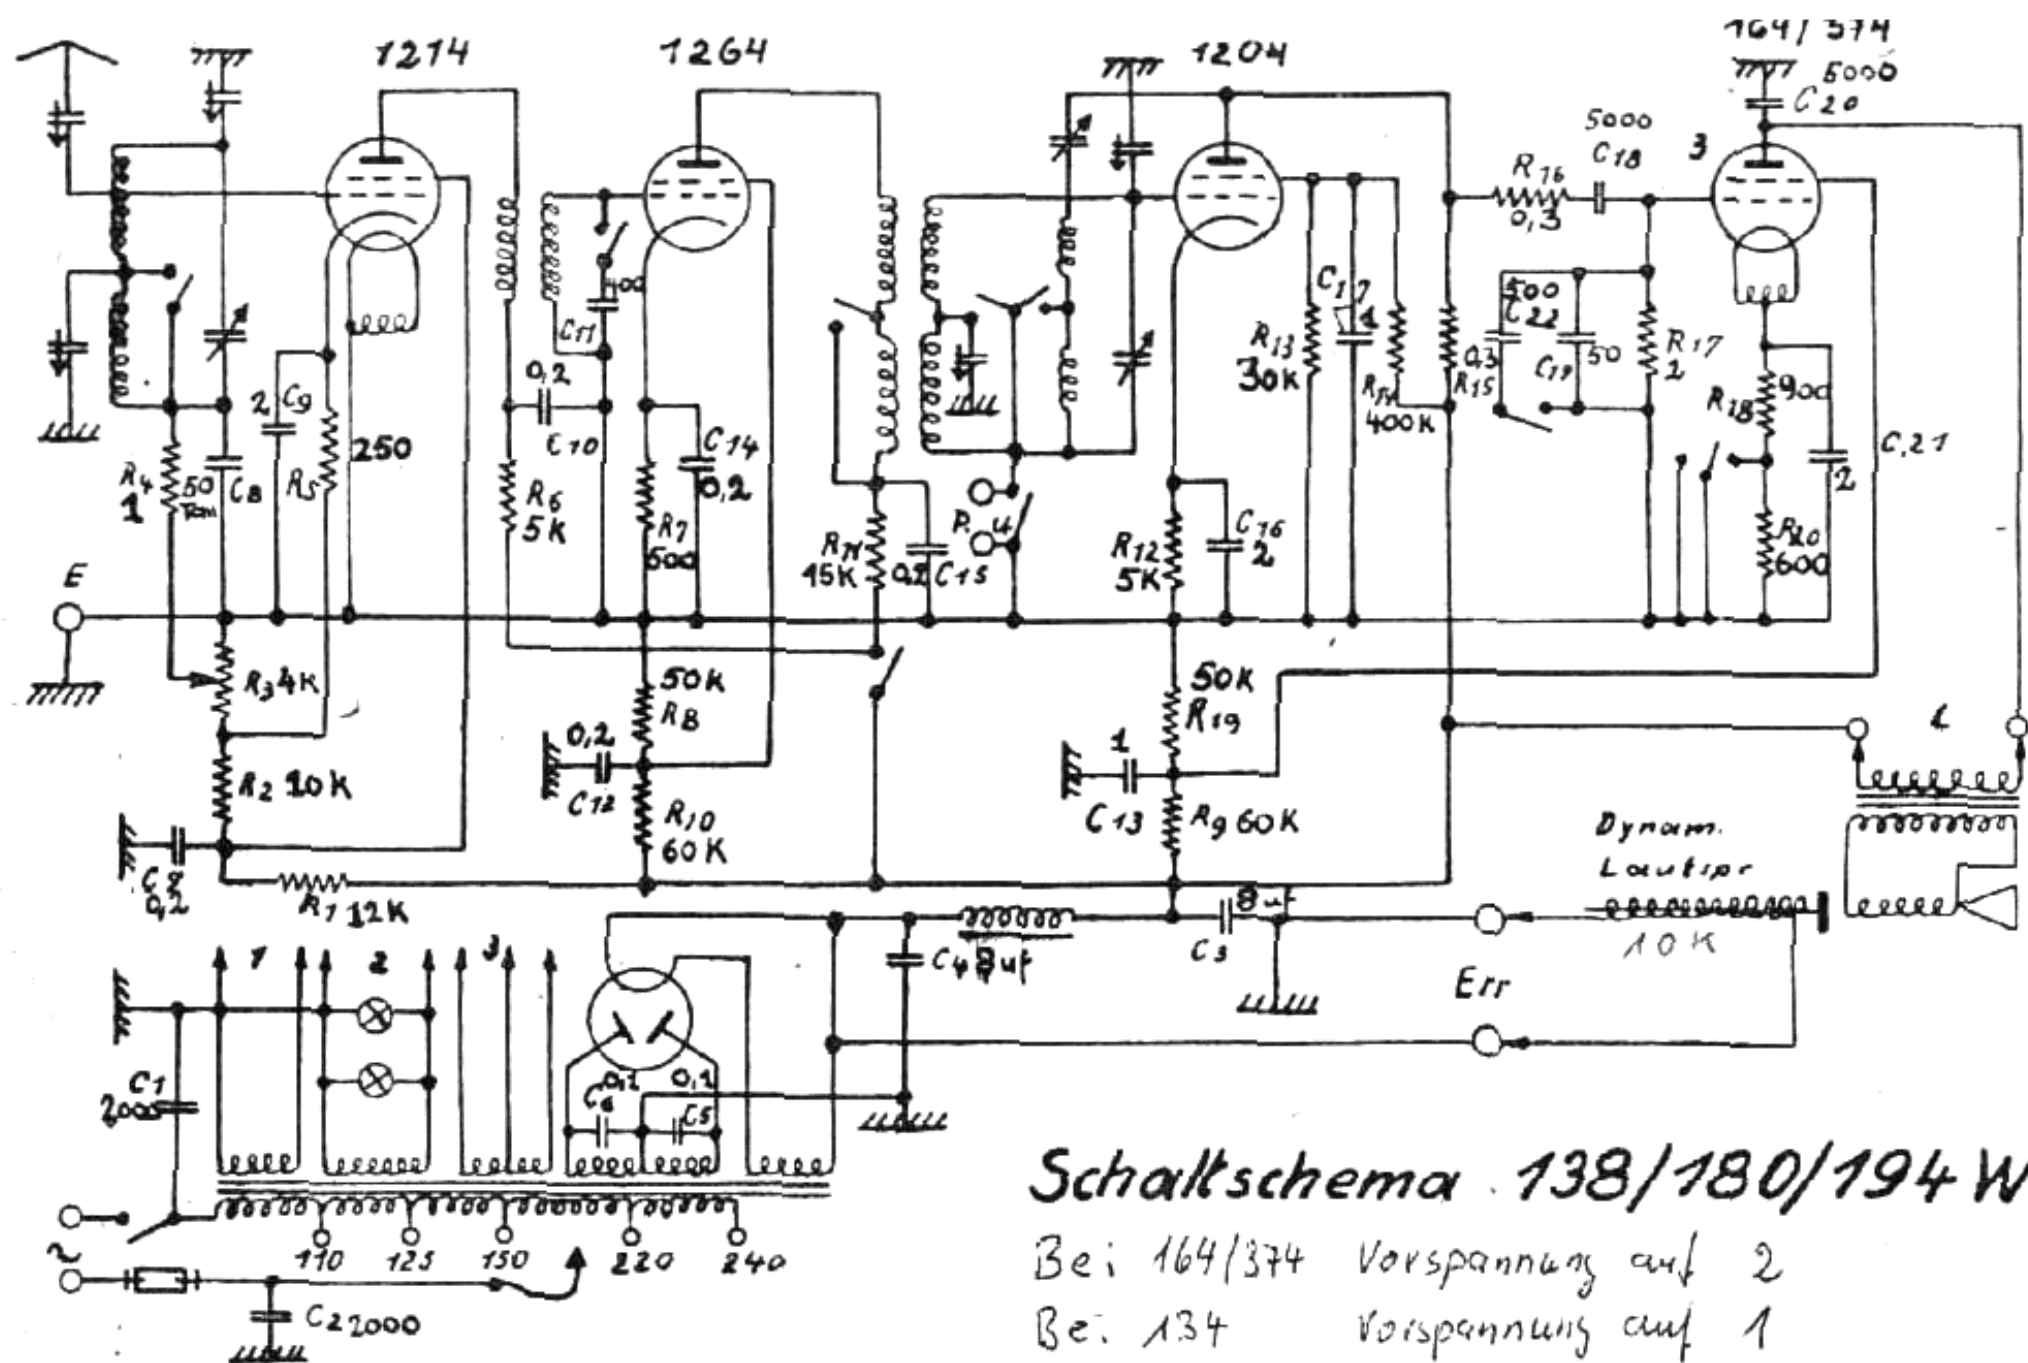 1214
1264
1204
164/374
5000
C20
5000
C18
3
R16
0,3
400
C11
0,2
C10
2
C9
250
R5
R4
1
50
C8
C14
0,2
R6
5K
R7
500
R11
15K
0,2
C15
P.u
R12
5K
C16
2
R13
30K
C17
1
400K
0,3
R15
500
C22
50
C19
R17
2
R18
900
C21
2
R20
600
E
R3 4K
50K
R8
0,2
C12
R10
60K
R2 10K
0,2
R1 12K
50K
R19
1
C13
R9 60K
8uf
C3
C4 8uf
Dynam.
Lautspr
10K
Err
1
2
3
C1
2000
0,1
0,1
C5
110
125
150
220
240
~
C2 2000
Schaltschema 138/180/194 W
Bei 164/374 Vorspannung auf 2
Bei 134 Vorspannung auf 1